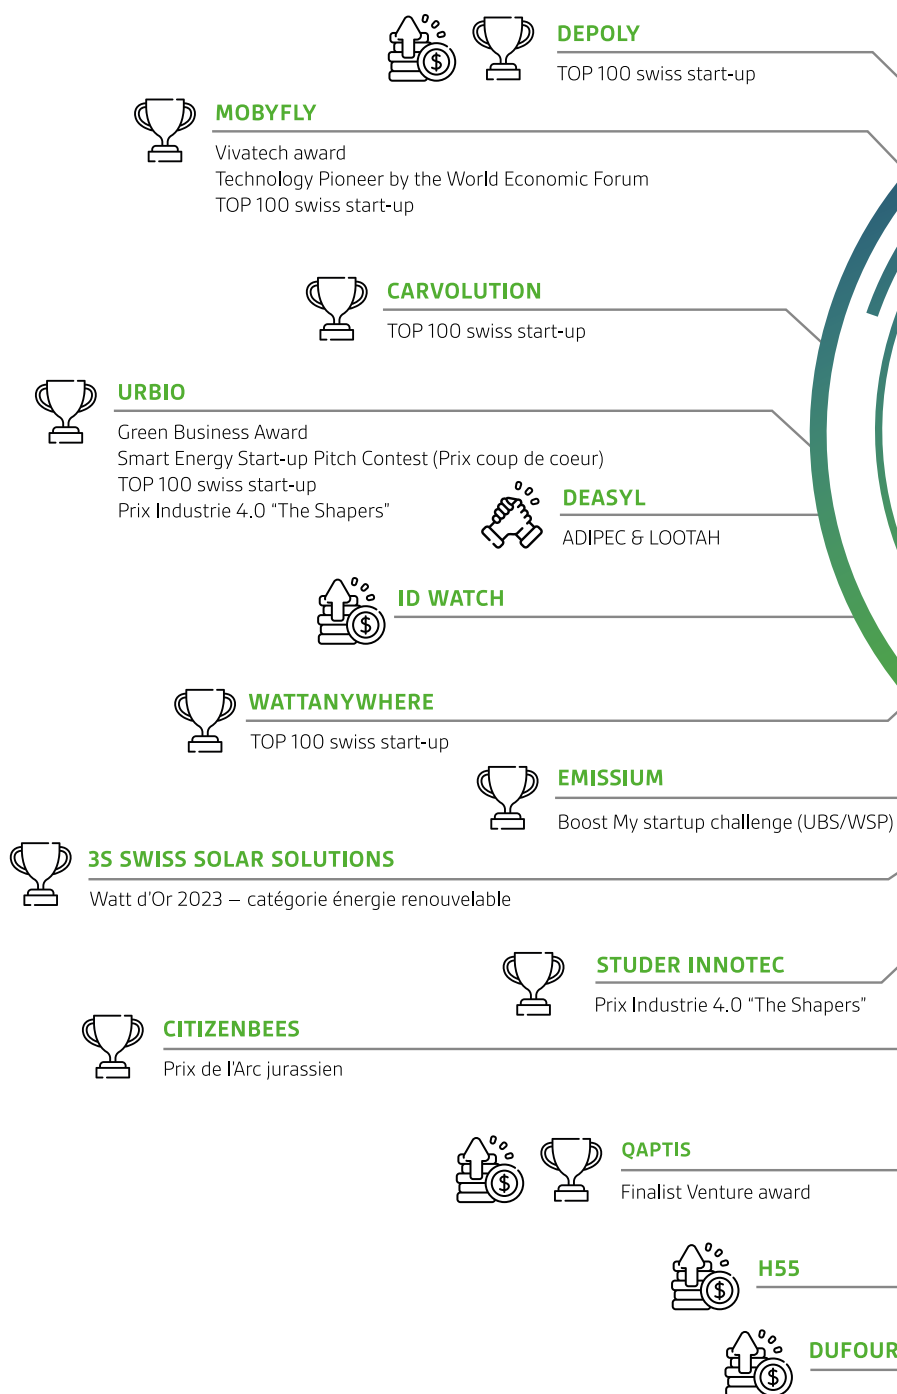 DEPOLY
TOP 100 swiss start-up
MOBYFLY
Vivatech award
Technology Pioneer by the World Economic Forum
TOP 100 swiss start-up
CARVOLUTION
TOP 100 swiss start-up
URBIO
Green Business Award
Smart Energy Start-up Pitch Contest (Prix coup de coeur)
TOP 100 swiss start-up
Prix Industrie 4.0 “The Shapers”
DEASYL
ADIPEC & LOOTAH
ID WATCH
WATTANYWHERE
TOP 100 swiss start-up
EMISSIUM
Boost My startup challenge (UBS/WSP)
3S SWISS SOLAR SOLUTIONS
Watt d'Or 2023 – catégorie énergie renouvelable
STUDER INNOTEC
Prix Industrie 4.0 “The Shapers”
CITIZENBEES
Prix de l'Arc jurassien
QAPTIS
Finalist Venture award
H55
DUFOUR